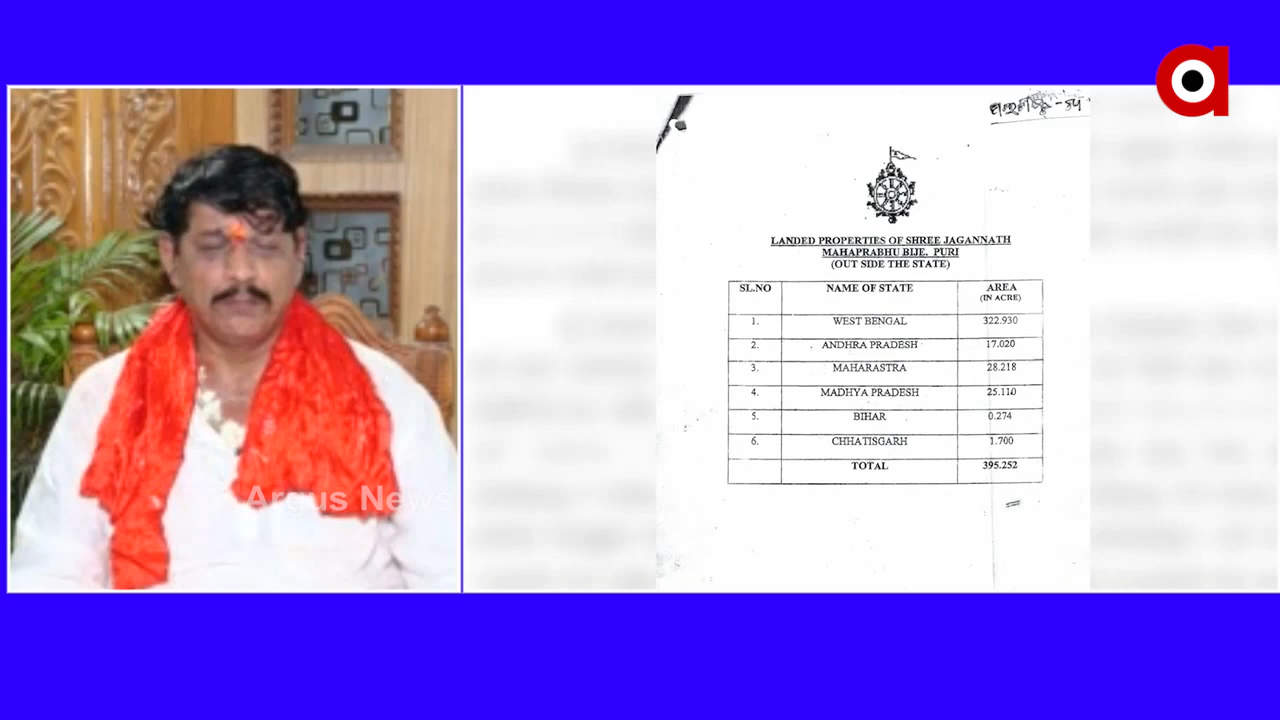 LANDED PROPERTIES OF SHREE JAGANNATH
MAHAPRABHU BIJE, PURI
(OUT SIDE THE STATE)
SL.NO NAME OF STATE AREA
(IN ACRE)
1. WEST BENGAL 322.930
2. ANDHRA PRADESH 17.020
3. MAHARASTRA 28.218
4. MADHYA PRADESH 25.110
5. BIHAR 0.274
6. CHHATISGARH 1.700
TOTAL 395.252
Argus News